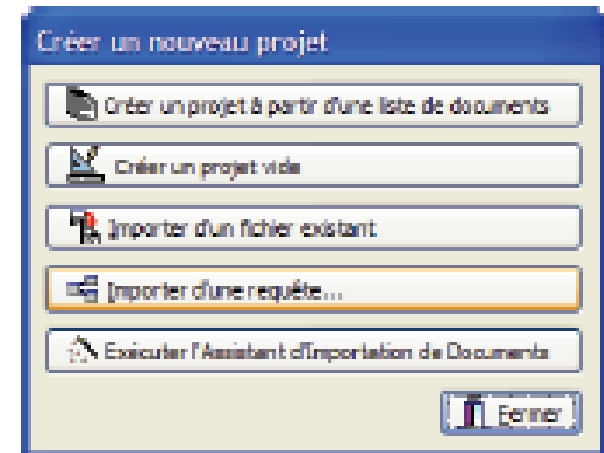 Créer un nouveau projet
Créer un projet à partir d'une liste de documents
Créer un projet vide
Importer d'un fichier existant
Importer d'une requête...
Exécuter l'Assistant d'Importation de Documents
Fermer